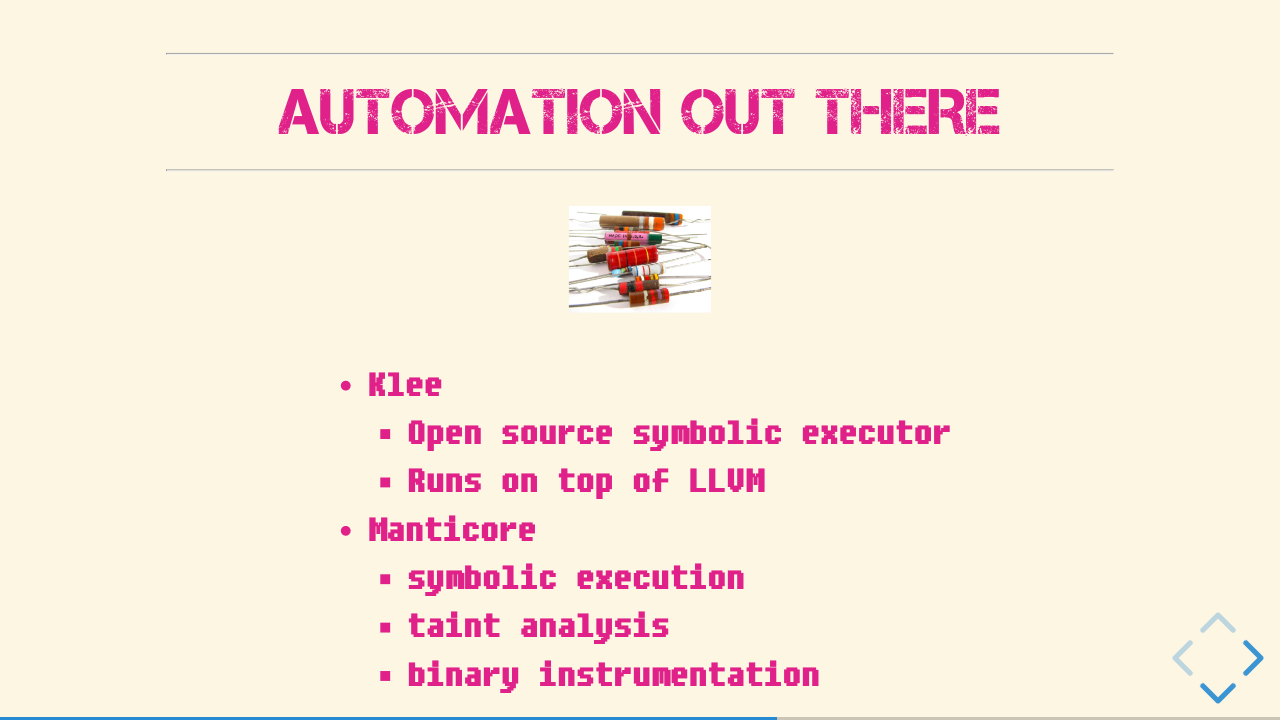 AUTOMATION OUT THERE
Klee
Open source symbolic executor
Runs on top of LLVM
Manticore
symbolic execution
taint analysis
binary instrumentation